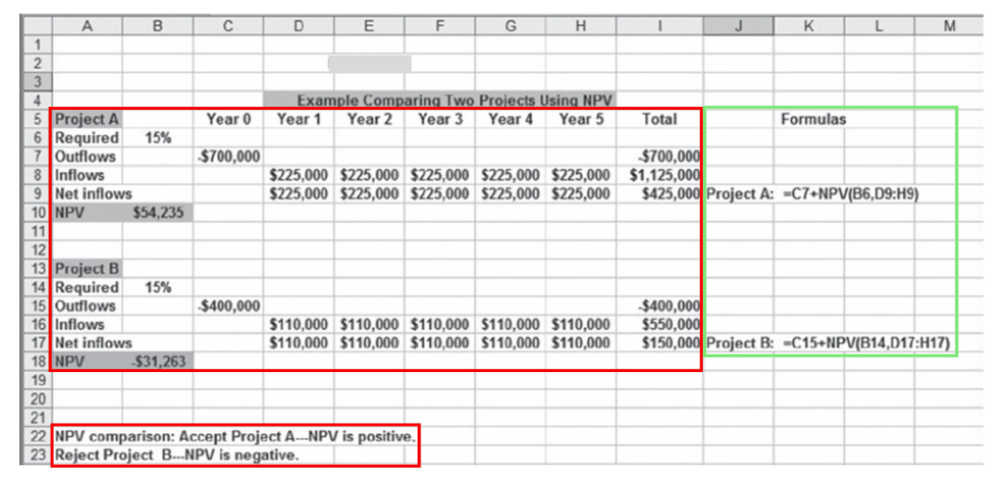 A B C D E F G H I J K L M
1
2
3
4 Example Comparing Two Projects Using NPV
5 Project A Year 0 Year 1 Year 2 Year 3 Year 4 Year 5 Total Formulas
6 Required 15%
7 Outflows -$700,000 -$700,000
8 Inflows $225,000 $225,000 $225,000 $225,000 $225,000 $1,125,000
9 Net inflows $225,000 $225,000 $225,000 $225,000 $225,000 $425,000 Project A: =C7+NPV(B6,D9:H9)
10 NPV $54,235
11
12
13 Project B
14 Required 15%
15 Outflows -$400,000 -$400,000
16 Inflows $110,000 $110,000 $110,000 $110,000 $110,000 $550,000
17 Net inflows $110,000 $110,000 $110,000 $110,000 $110,000 $150,000 Project B: =C15+NPV(B14,D17:H17)
18 NPV -$31,263
19
20
21
22 NPV comparison: Accept Project A---NPV is positive.
23 Reject Project B---NPV is negative.